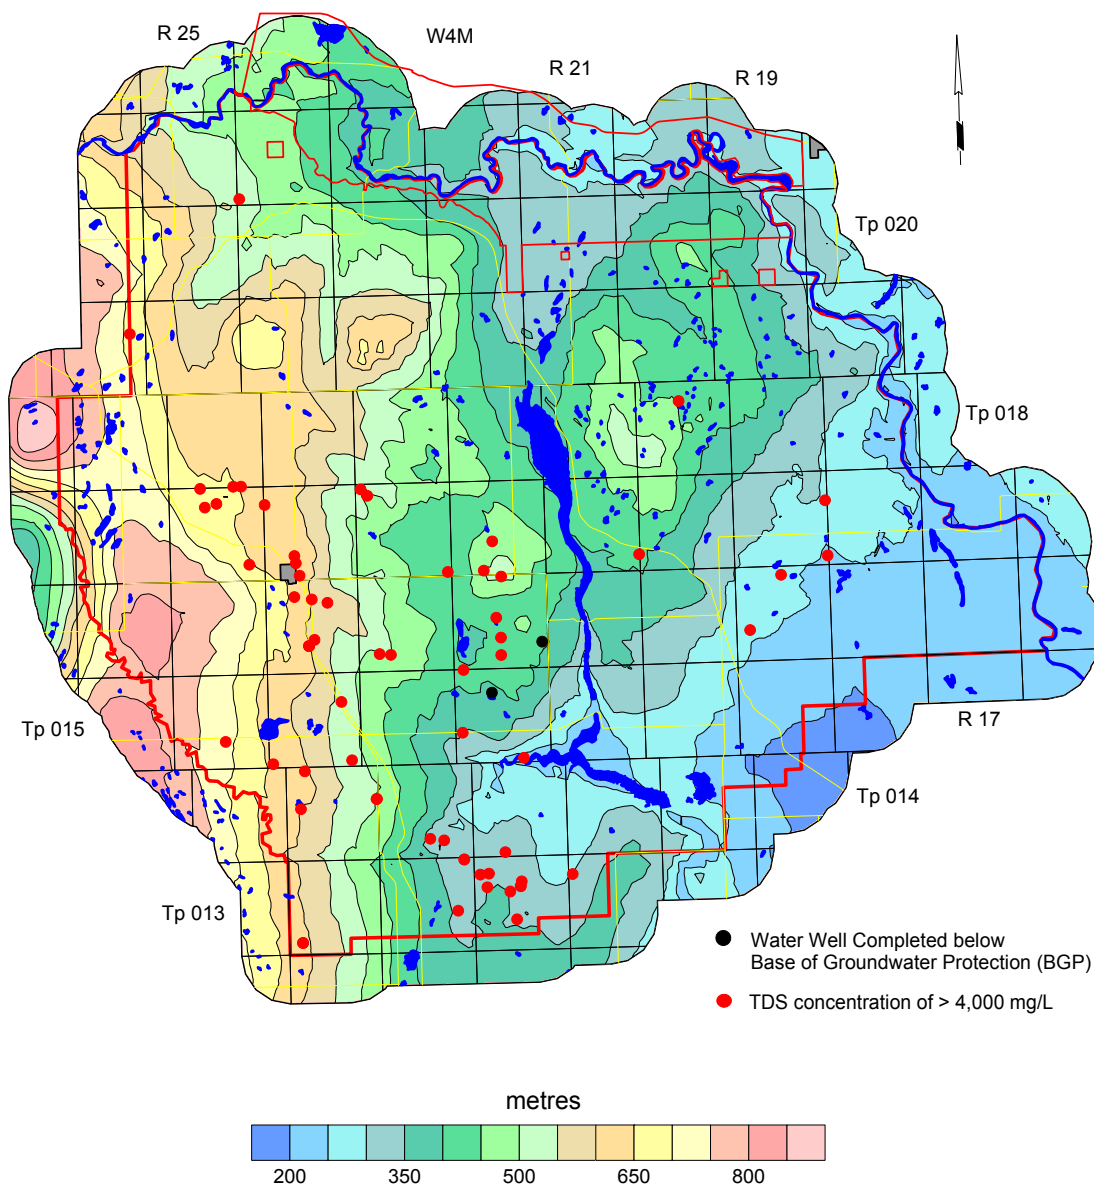 R 25
W4M
R 21
R 19
Tp 020
Tp 018
Tp 015
R 17
Tp 014
Tp 013
Water Well Completed below
Base of Groundwater Protection (BGP)
TDS concentration of > 4,000 mg/L
metres
200 350 500 650 800